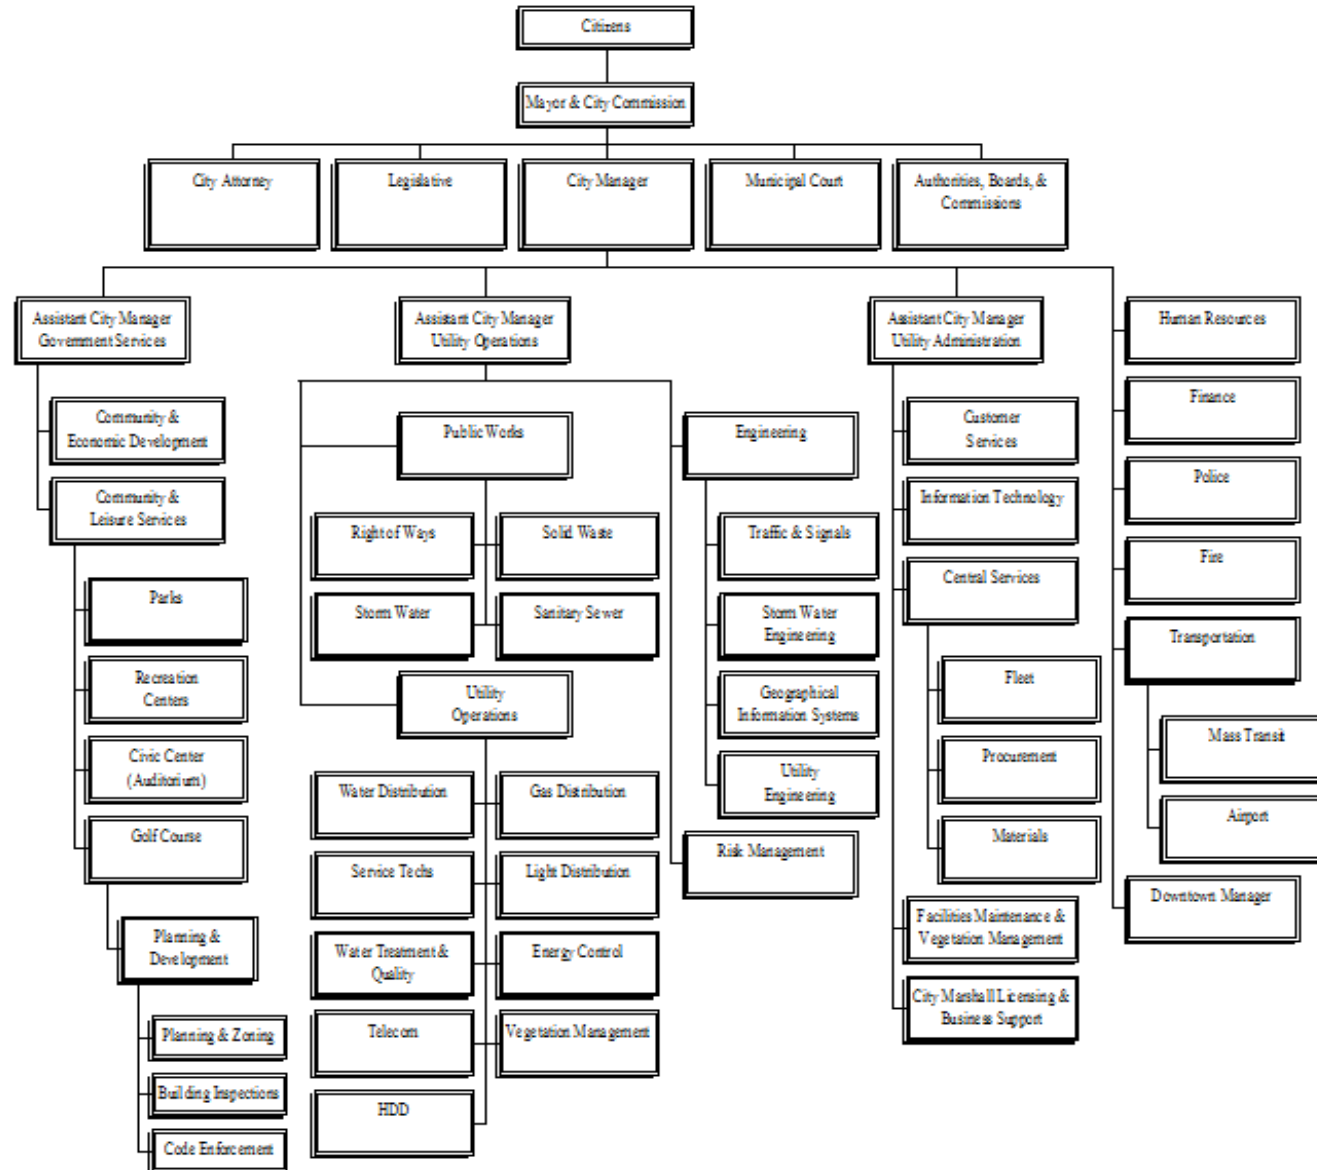 Citizens
Mayor & City Commission
City Attorney
Legislative
City Manager
Municipal Court
Authorities, Boards, &
Commissions
Assistant City Manager
Government Services
Community &
Economic Development
Community &
Leisure Services
Parks
Recreation
Centers
Civic Center
(Auditorium)
Golf Course
Planning &
Development
Planning & Zoning
Building Inspections
Code Enforcement
Assistant City Manager
Utility Operations
Public Works
Right of Ways
Solid Waste
Storm Water
Sanitary Sewer
Utility
Operations
Water Distribution
Gas Distribution
Service Techs
Light Distribution
Water Treatment &
Quality
Energy Control
Telecom
Vegetation Management
HDD
Engineering
Traffic & Signals
Storm Water
Engineering
Geographical
Information Systems
Utility
Engineering
Risk Management
Assistant City Manager
Utility Administration
Customer
Services
Information Technology
Central Services
Fleet
Procurement
Materials
Facilities Maintenance &
Vegetation Management
City Marshall Licensing &
Business Support
Human Resources
Finance
Police
Fire
Transportation
Mass Transit
Airport
Downtown Manager